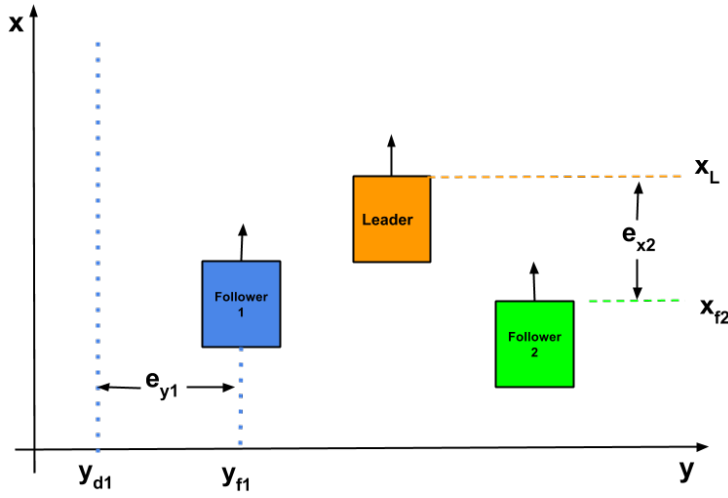 x
Leader
x_L
e_x2
Follower
1
x_f2
Follower
2
e_y1
y_d1
y_f1
y